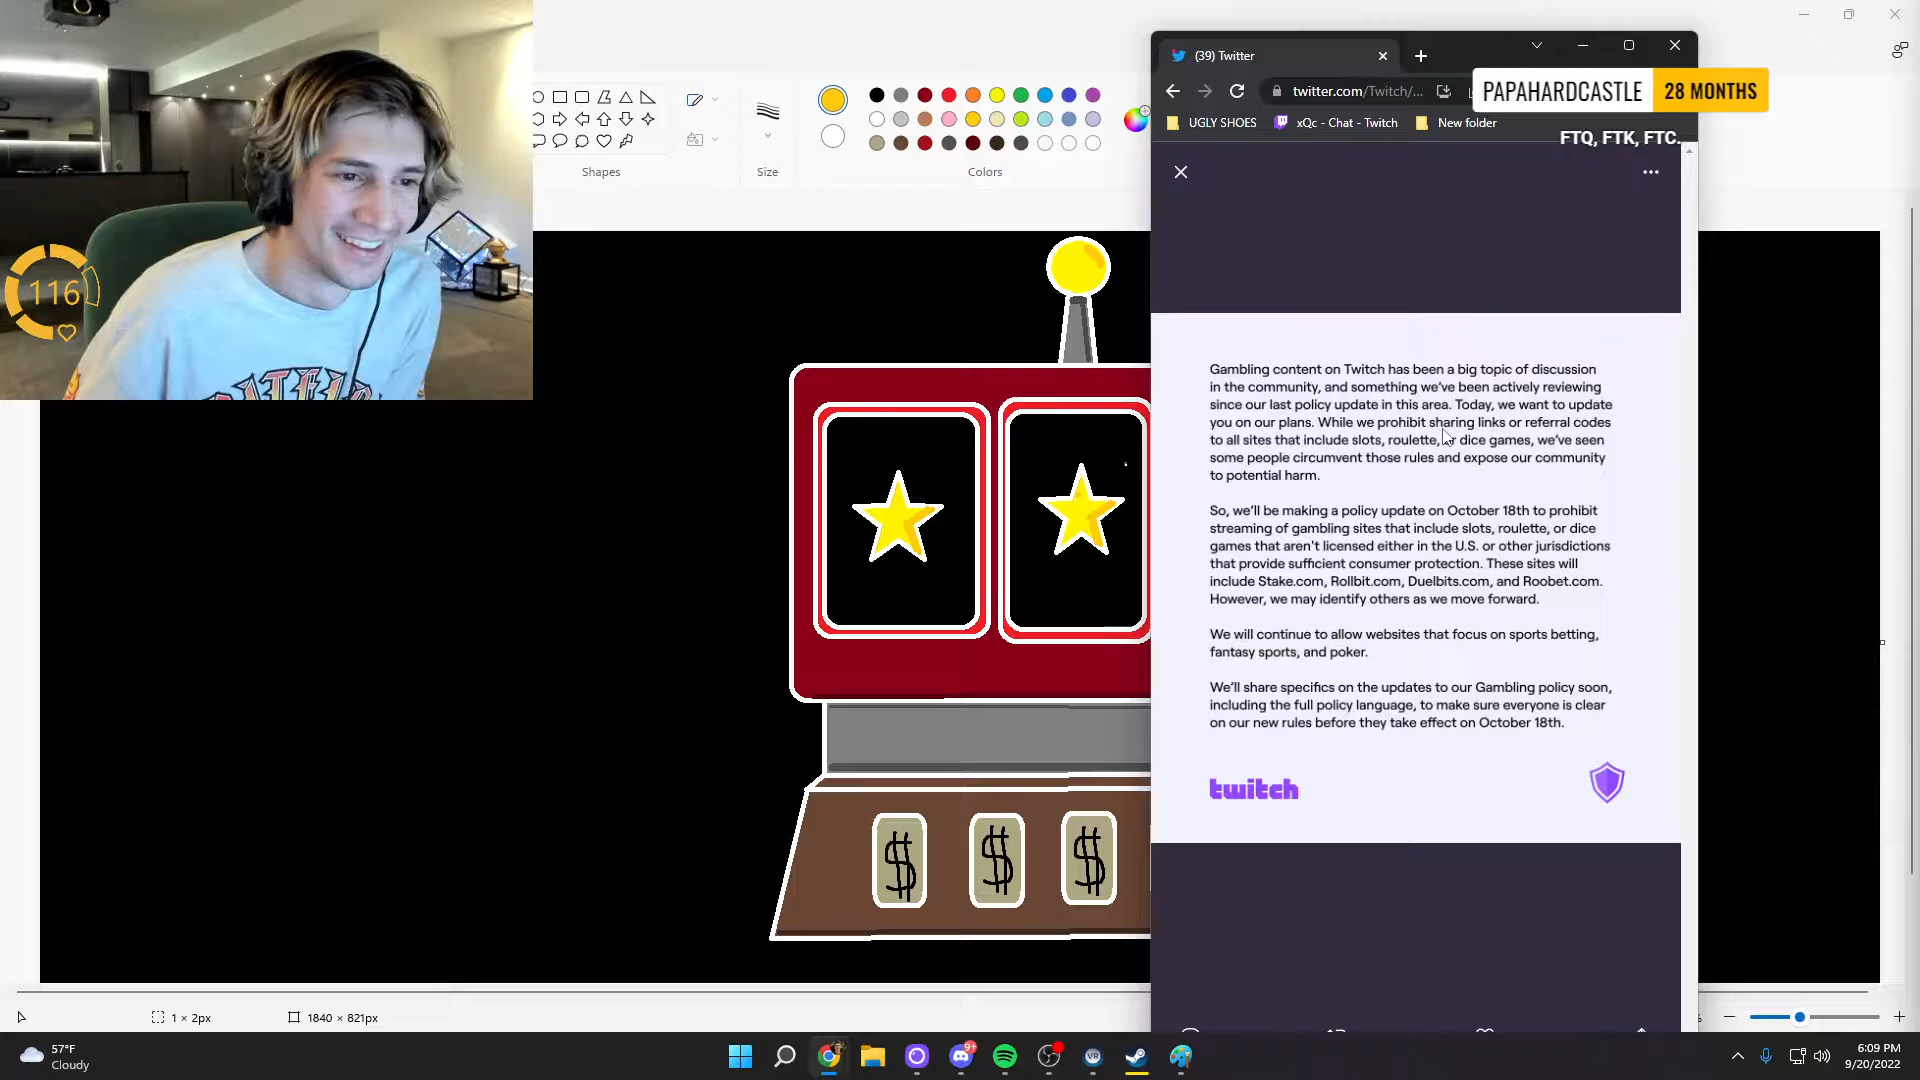 116
Shapes
Size
Colors
(39) Twitter
twitter.com/Twitch/...
PAPAHARDCASTLE 28 MONTHS
UGLY SHOES xQc - Chat - Twitch New folder
FTQ, FTK, FTC.
Gambling content on Twitch has been a big topic of discussion
in the community, and something we've been actively reviewing
since our last policy update in this area. Today, we want to update
you on our plans. While we prohibit sharing links or referral codes
to all sites that include slots, roulette, or dice games, we've seen
some people circumvent those rules and expose our community
to potential harm.
So, we'll be making a policy update on October 18th to prohibit
streaming of gambling sites that include slots, roulette, or dice
games that aren't licensed either in the U.S. or other jurisdictions
that provide sufficient consumer protection. These sites will
include Stake.com, Rollbit.com, Duelbits.com, and Roobet.com.
However, we may identify others as we move forward.
We will continue to allow websites that focus on sports betting,
fantasy sports, and poker.
We'll share specifics on the updates to our Gambling policy soon,
including the full policy language, to make sure everyone is clear
on our new rules before they take effect on October 18th.
twitch
$ $ $
1 × 2px
1840 × 821px
57°F
Cloudy
9+
VR
6:09 PM
9/20/2022